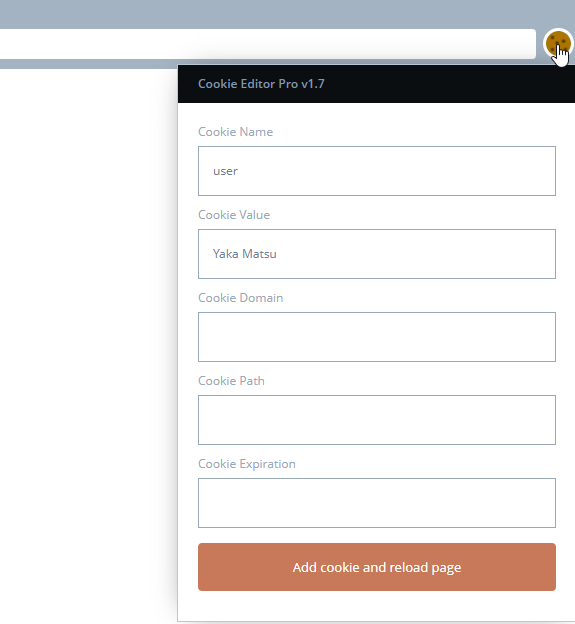 Cookie Editor Pro v1.7
Cookie Name
user
Cookie Value
Yaka Matsu
Cookie Domain
Cookie Path
Cookie Expiration
Add cookie and reload page